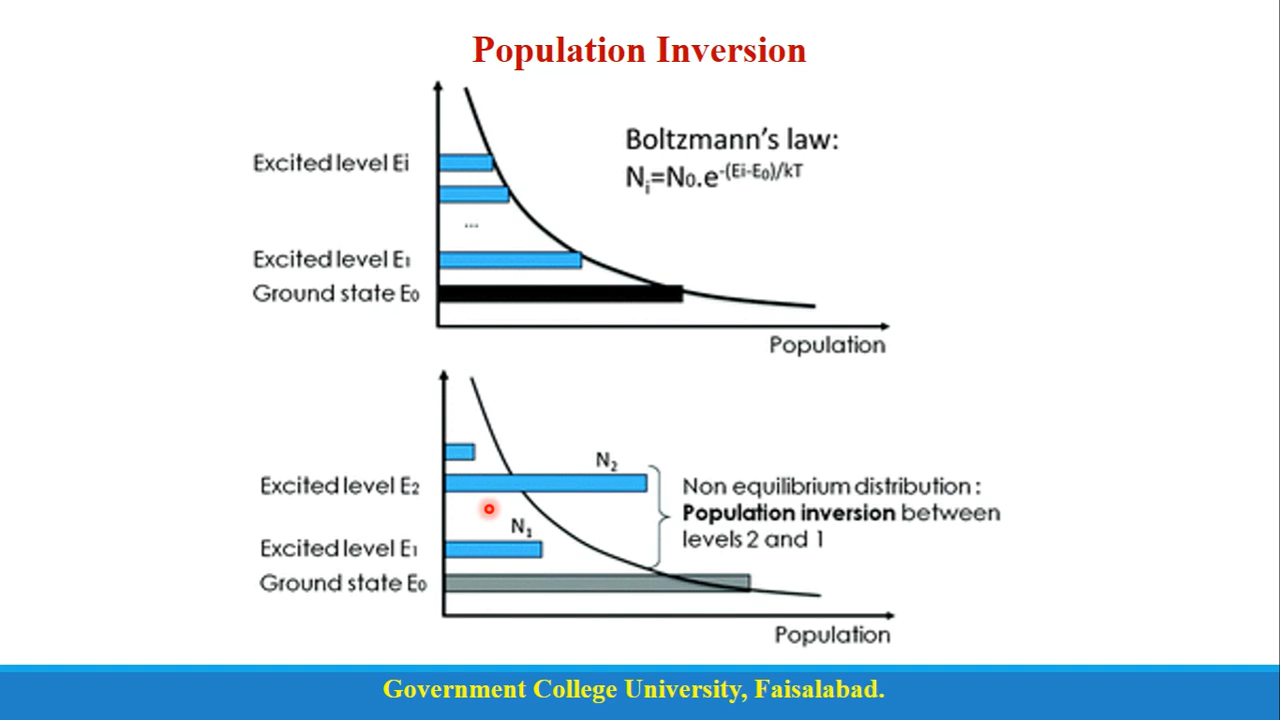 Population Inversion
Boltzmann's law:
Excited level Ei
Ni=N0.e-(Ei-E0)/kT
...
Excited level E1
Ground state E0
Population
N2
Excited level E2
Non equilibrium distribution:
Population inversion between
N1
levels 2 and 1
Excited level E1
Ground state E0
Population
Government College University, Faisalabad.